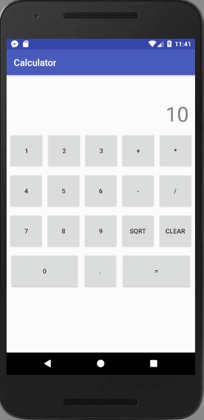 11:41
Calculator
10
1 2 3 + *
4 5 6 - /
7 8 9 SQRT CLEAR
0 . =